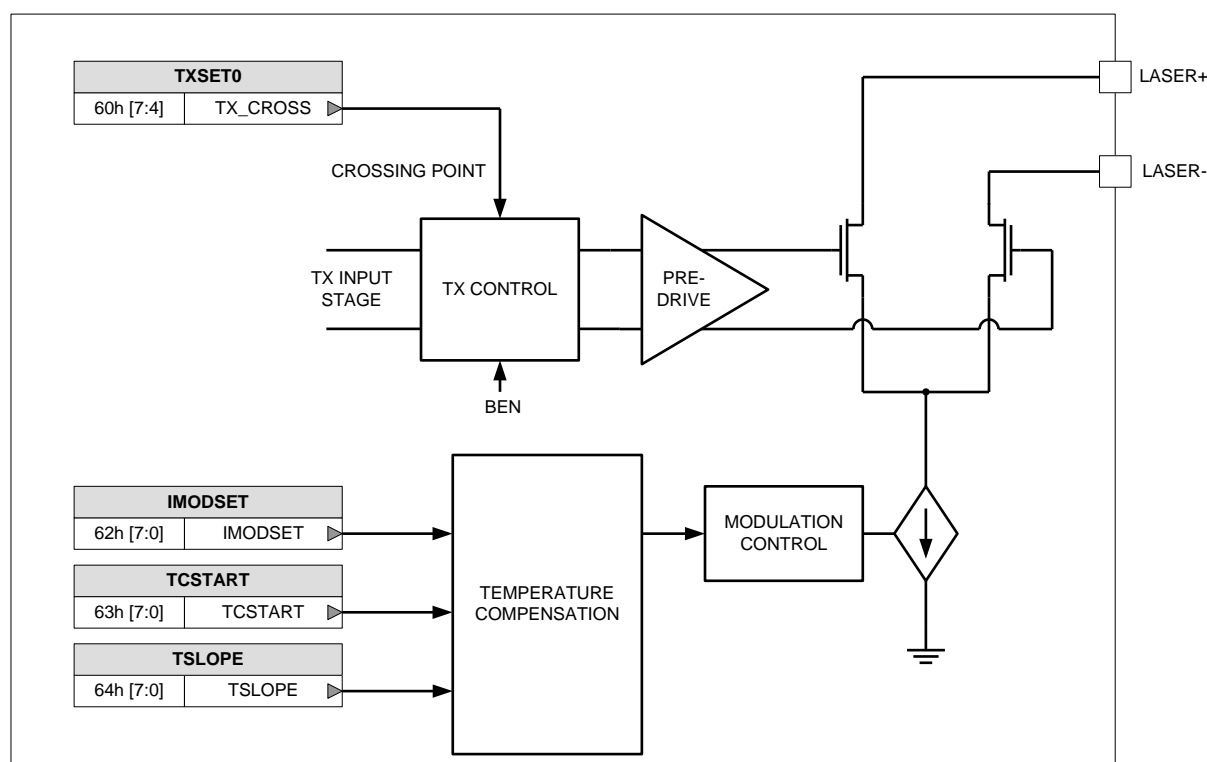 TXSET0
60h [7:4] TX_CROSS
LASER+
CROSSING POINT
LASER-
TX INPUT
STAGE
TX CONTROL
PRE-
DRIVE
BEN
IMODSET
62h [7:0] IMODSET
MODULATION
CONTROL
TCSTART
63h [7:0] TCSTART
TEMPERATURE
COMPENSATION
TSLOPE
64h [7:0] TSLOPE